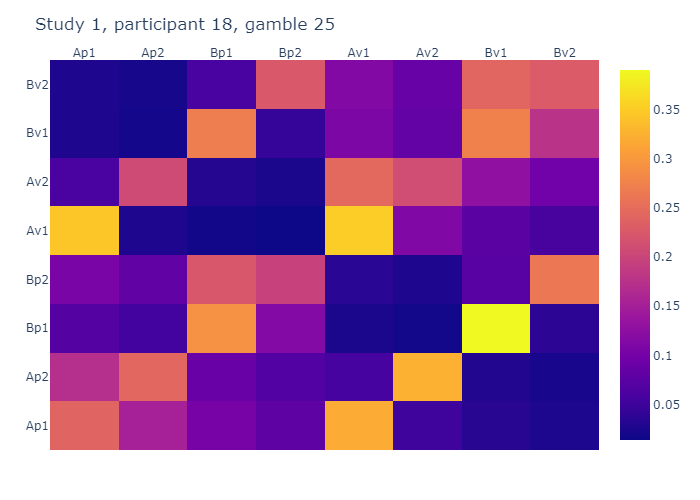 Study 1, participant 18, gamble 25
Ap1 Ap2 Bp1 Bp2 Av1 Av2 Bv1 Bv2
Bv2
Bv1
Av2
Av1
Bp2
Bp1
Ap2
Ap1
0.35
0.3
0.25
0.2
0.15
0.1
0.05